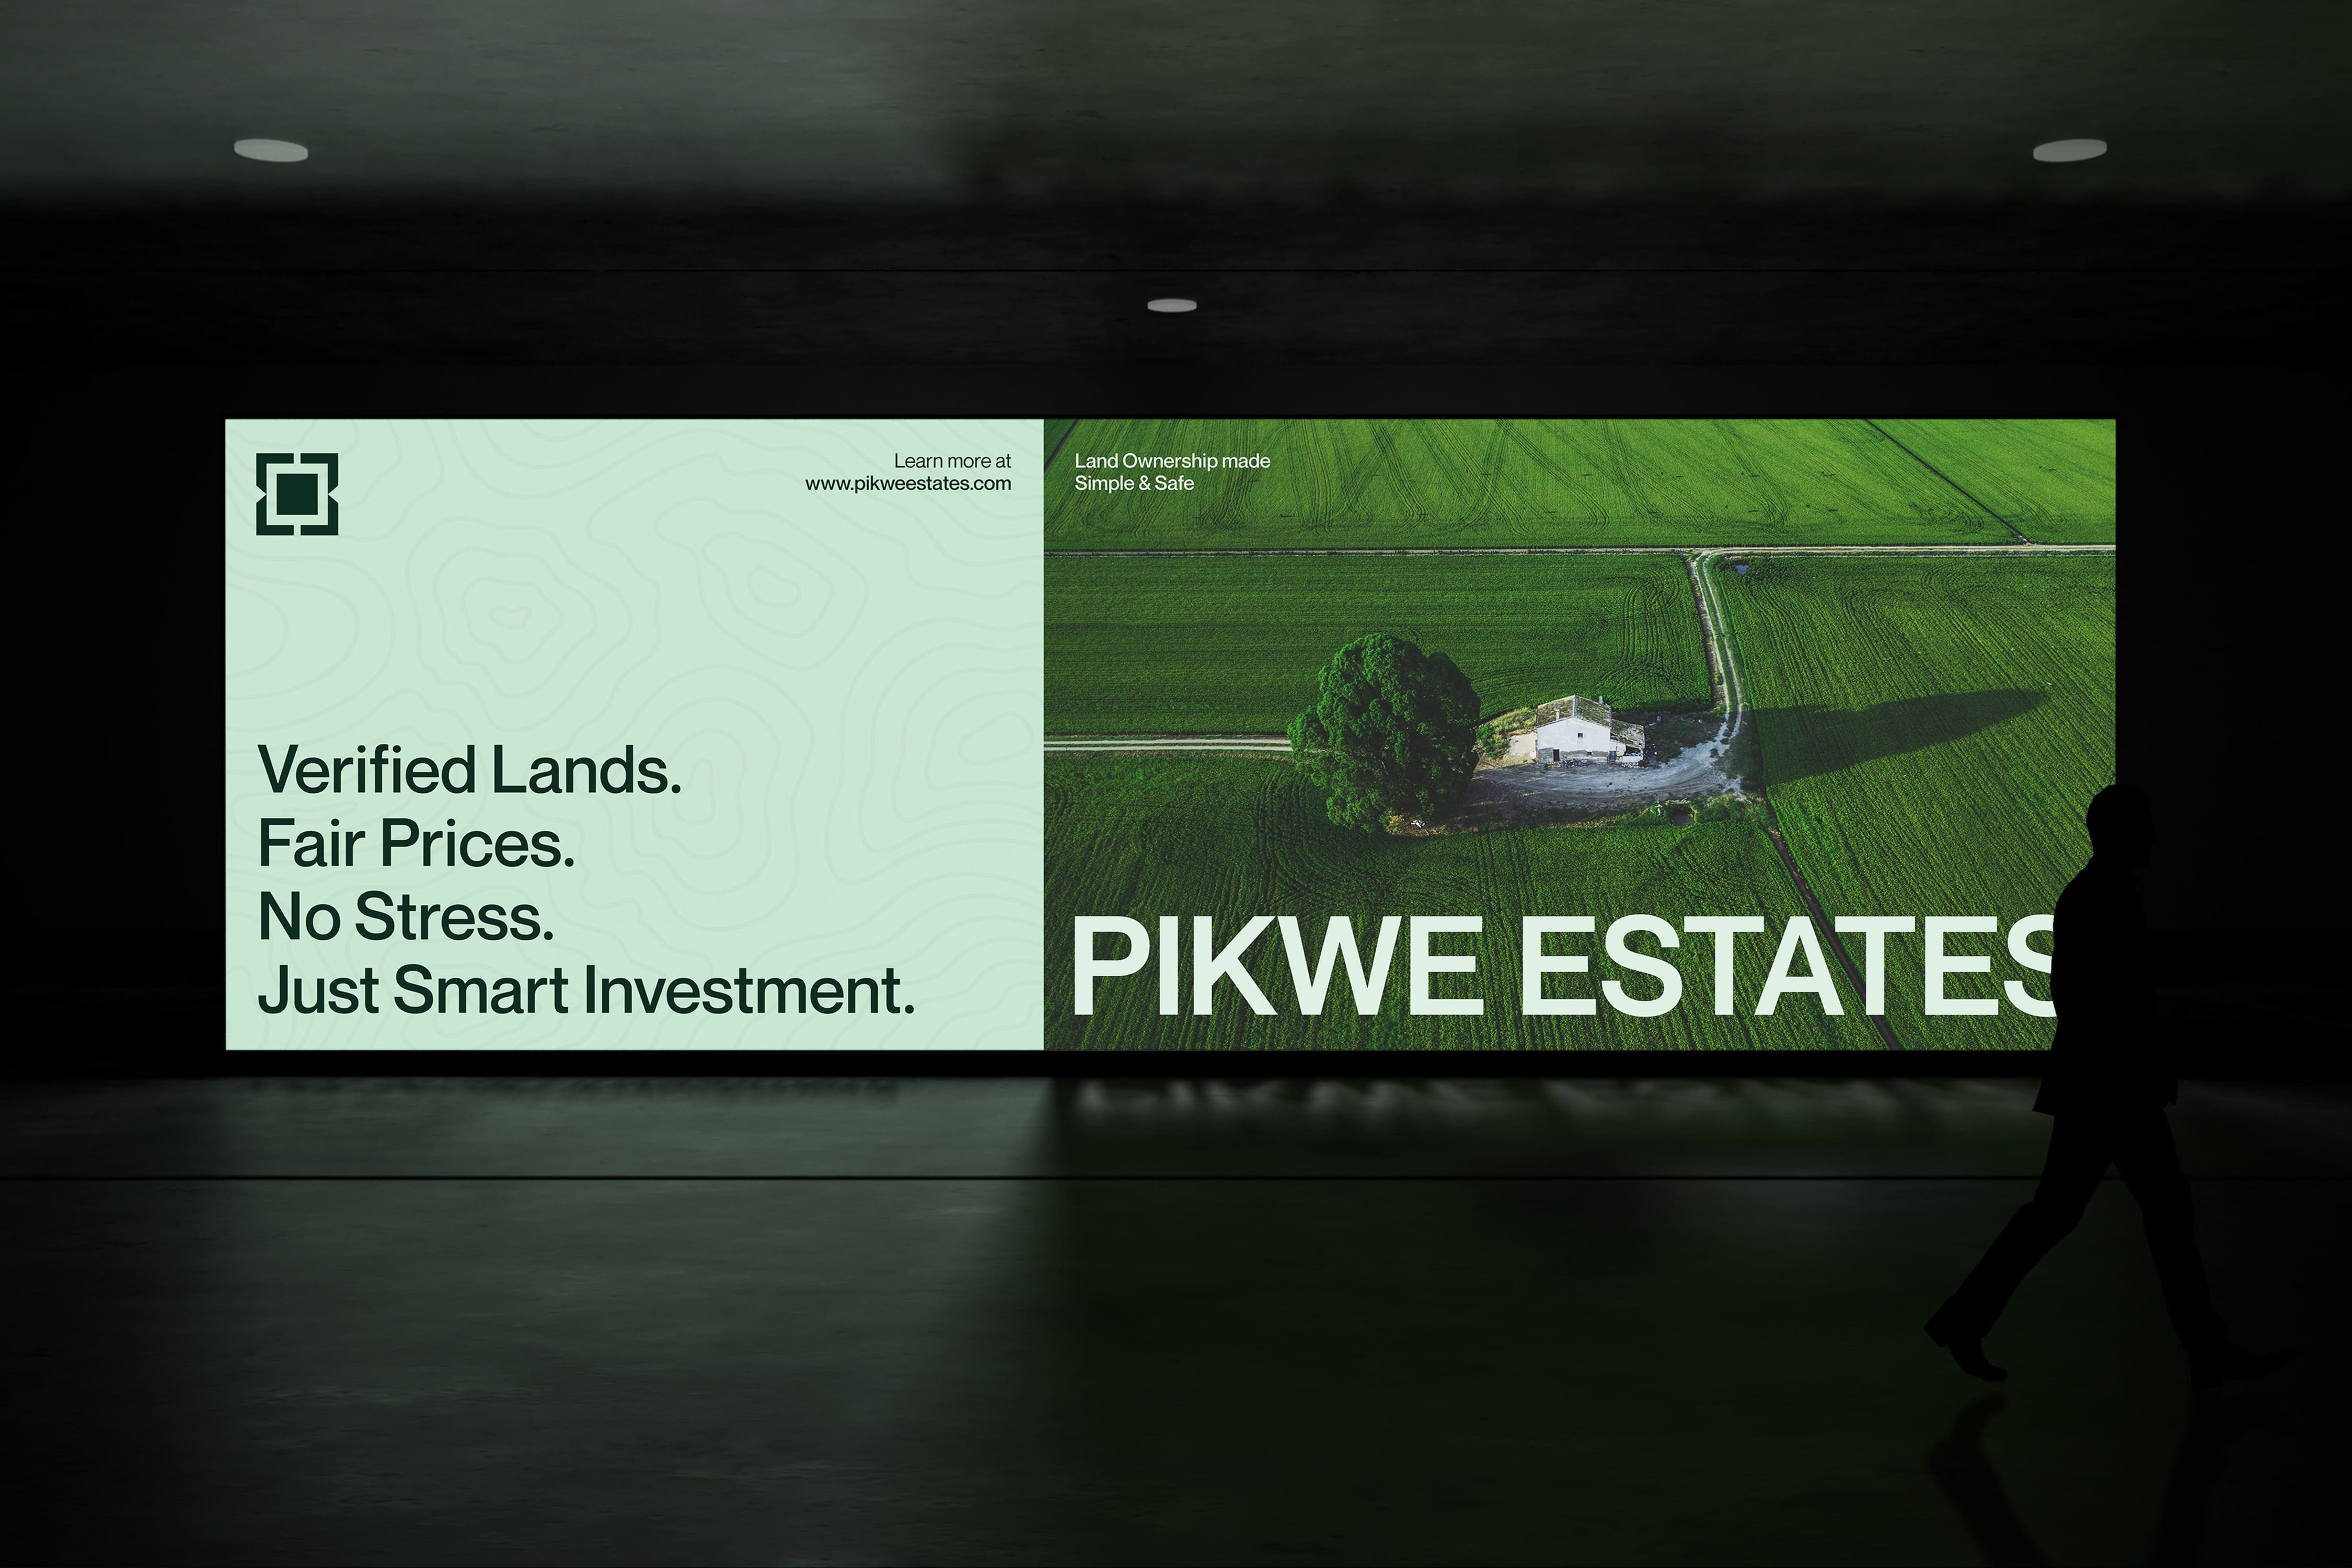 Learn more at
www.pikweestates.com
Verified Lands.
Fair Prices.
No Stress.
Just Smart Investment.
Land Ownership made
Simple & Safe
PIKWE ESTATES